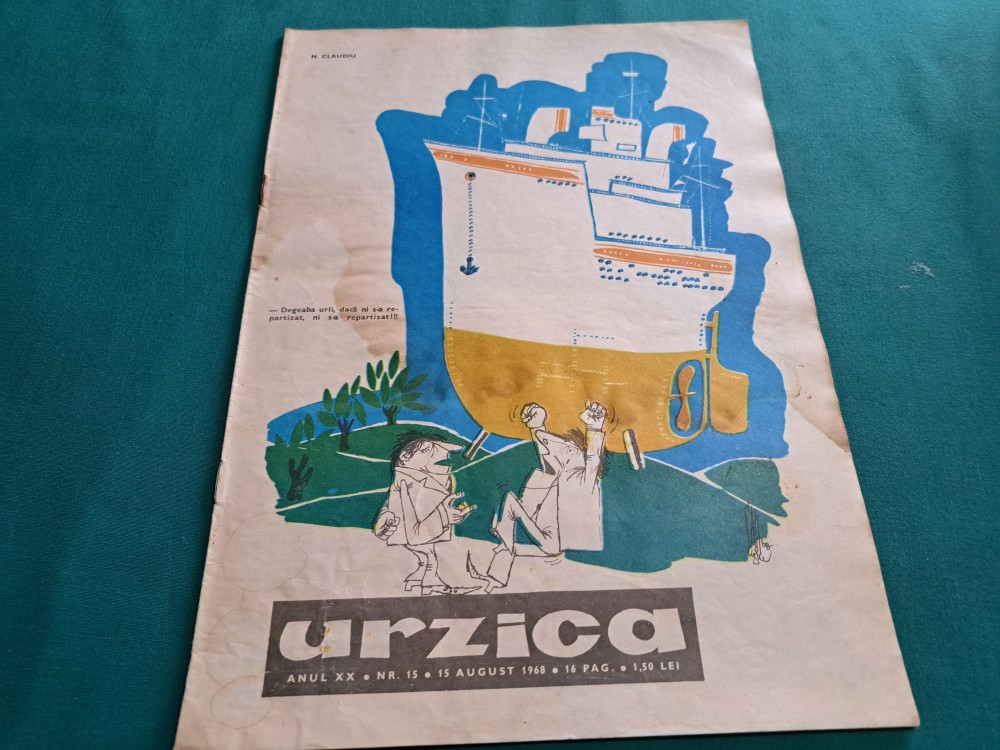 N. CLAUDIU
— Degeaba urli, dacă ni s-a re-
partizat, ni s-a repartizat!!!
urzica
ANUL XX • NR. 15 • 15 AUGUST 1968 • 16 PAG. • 1,50 LEI